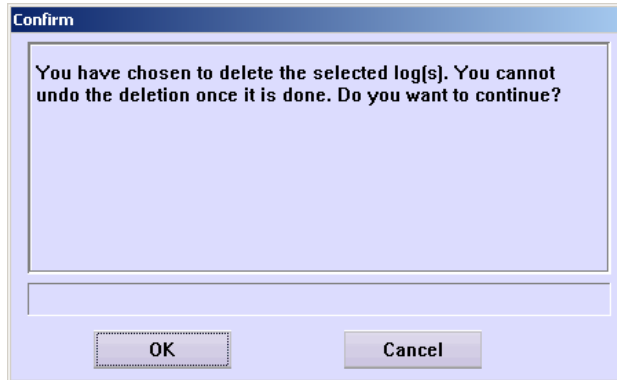 Confirm
You have chosen to delete the selected log(s). You cannot
undo the deletion once it is done. Do you want to continue?
OK
Cancel